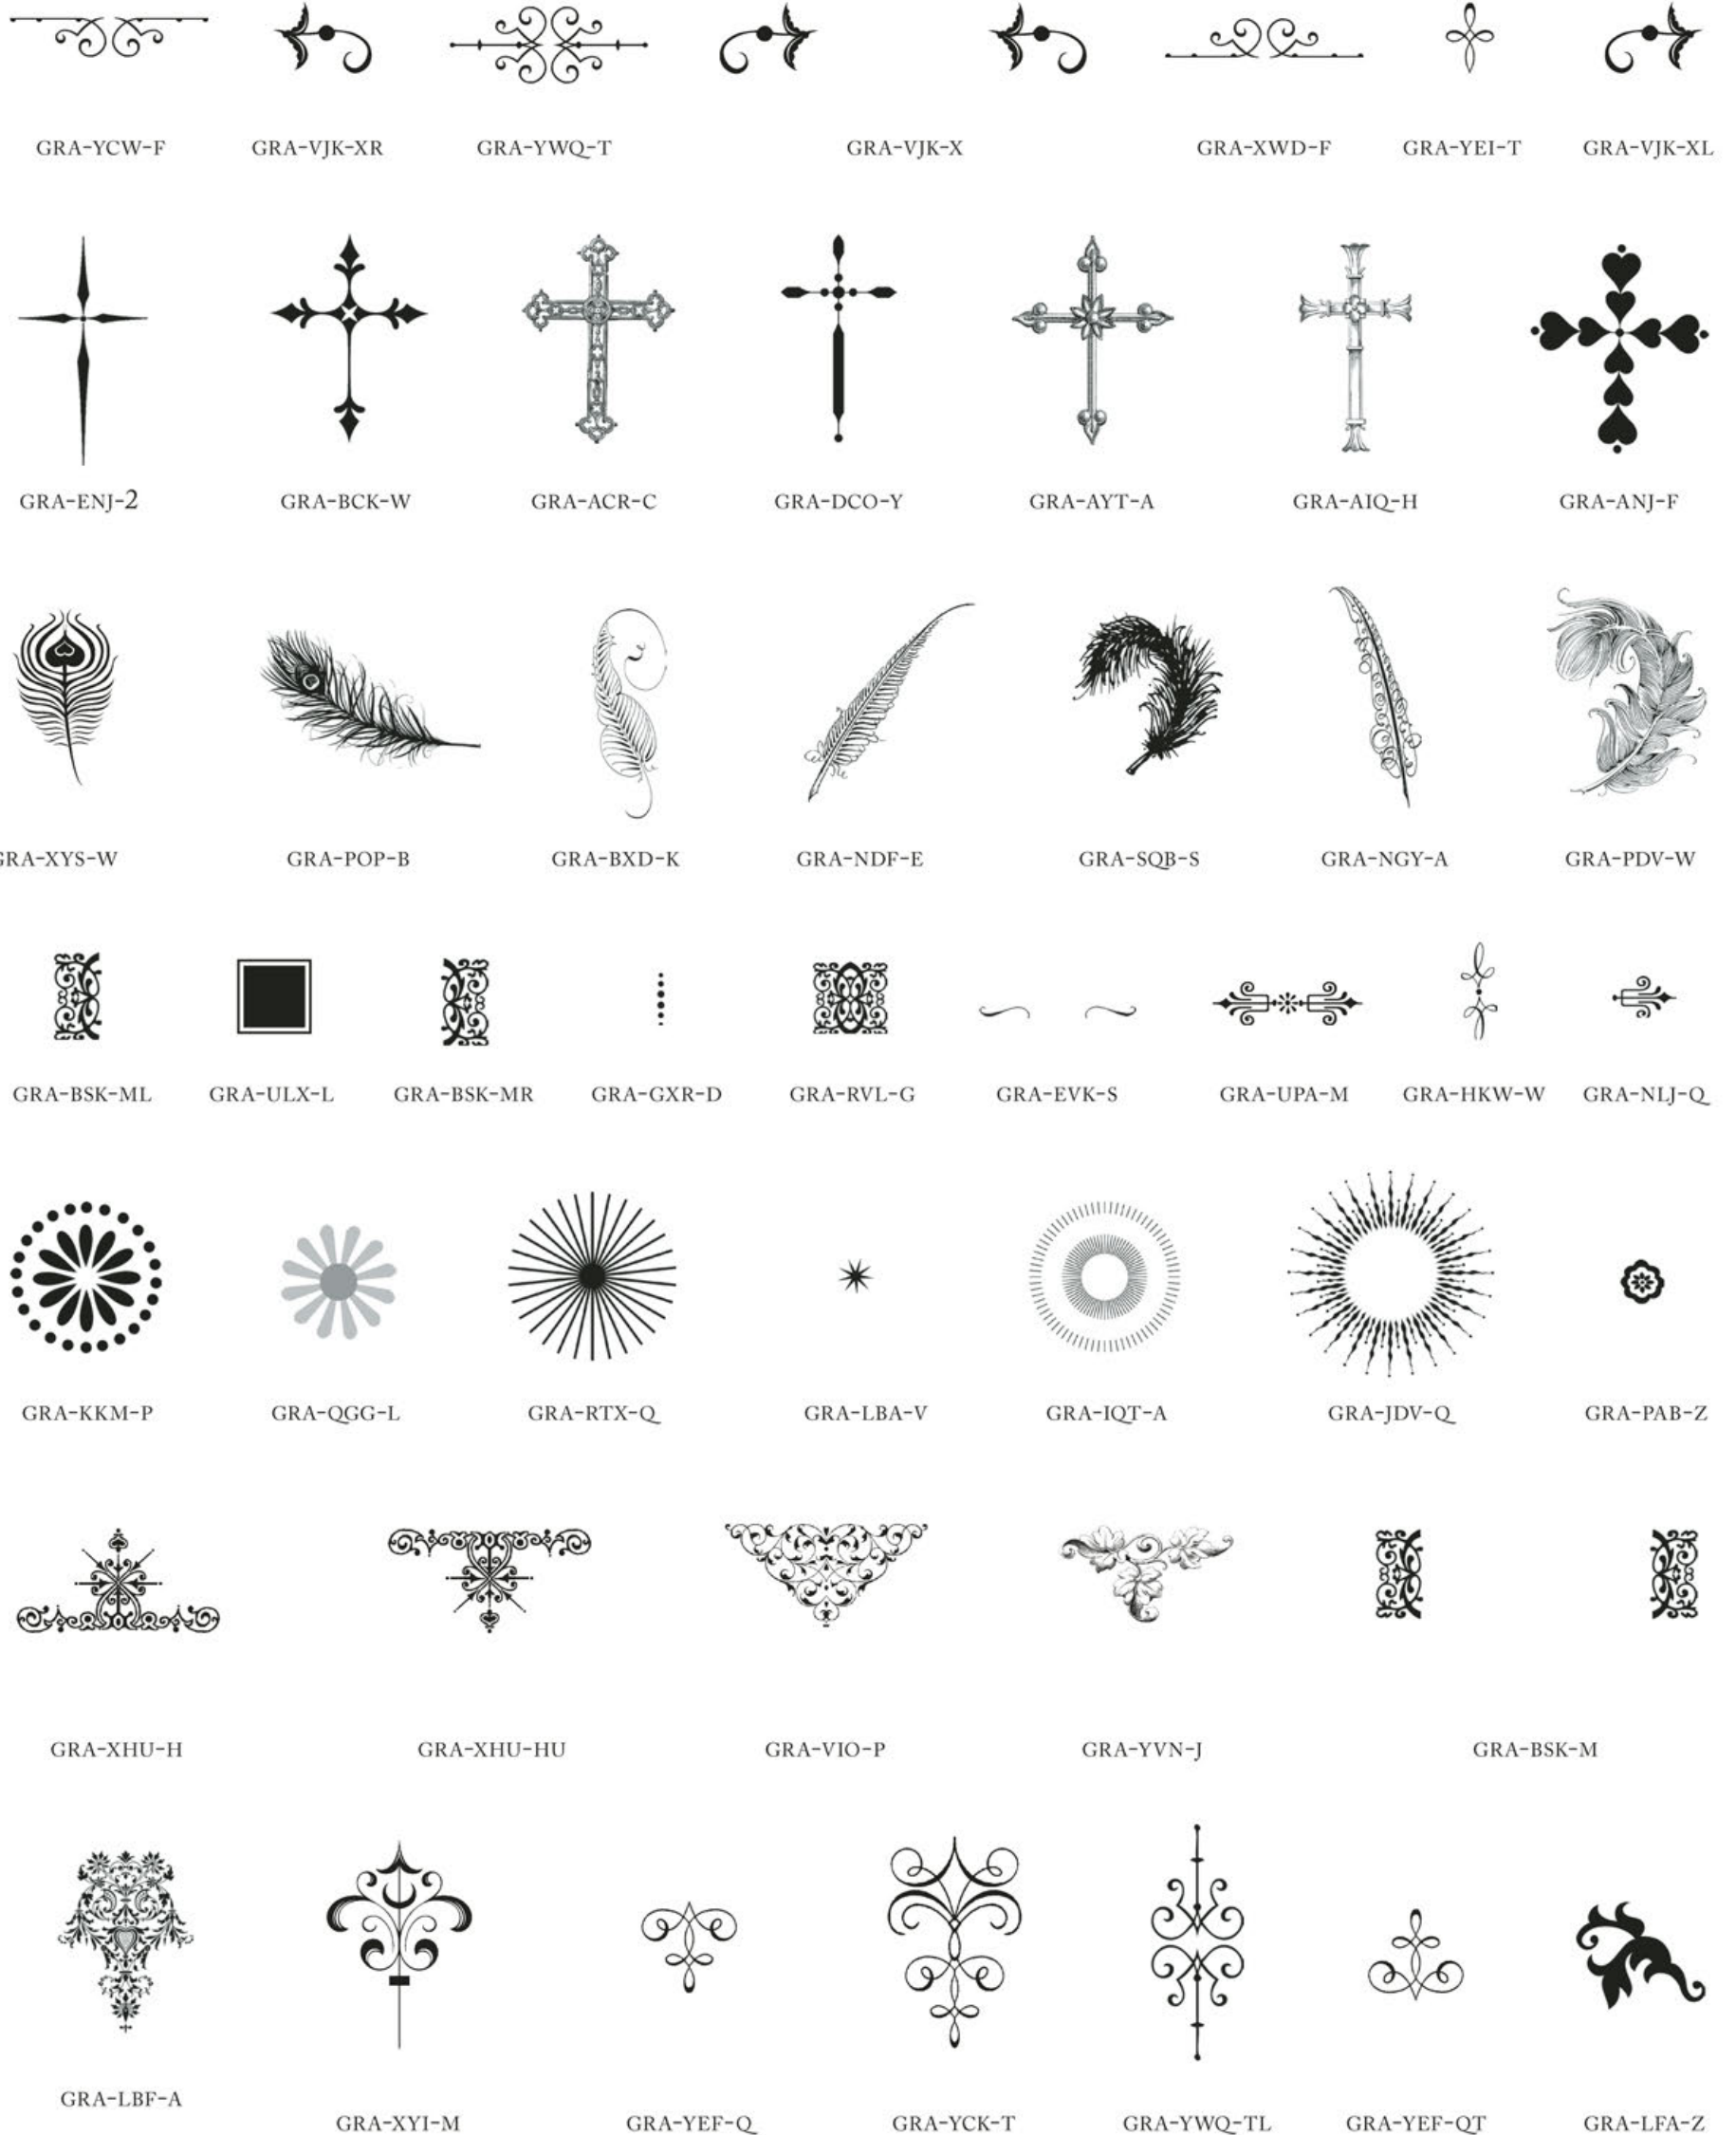 GRA-YCW-F GRA-VJK-XR GRA-YWQ-T GRA-VJK-X GRA-XWD-F GRA-YEI-T GRA-VJK-XL
GRA-ENJ-2 GRA-BCK-W GRA-ACR-C GRA-DCO-Y GRA-AYT-A GRA-AIQ-H GRA-ANJ-F
GRA-XYS-W GRA-POP-B GRA-BXD-K GRA-NDF-E GRA-SQB-S GRA-NGY-A GRA-PDV-W
GRA-BSK-ML GRA-ULX-L GRA-BSK-MR GRA-GXR-D GRA-RVL-G GRA-EVK-S GRA-UPA-M GRA-HKW-W GRA-NLJ-Q
GRA-KKM-P GRA-QGG-L GRA-RTX-Q GRA-LBA-V GRA-IQT-A GRA-JDV-Q GRA-PAB-Z
GRA-XHU-H GRA-XHU-HU GRA-VIO-P GRA-YVN-J GRA-BSK-M
GRA-LBF-A GRA-XYI-M GRA-YEF-Q GRA-YCK-T GRA-YWQ-TL GRA-YEF-QT GRA-LFA-Z